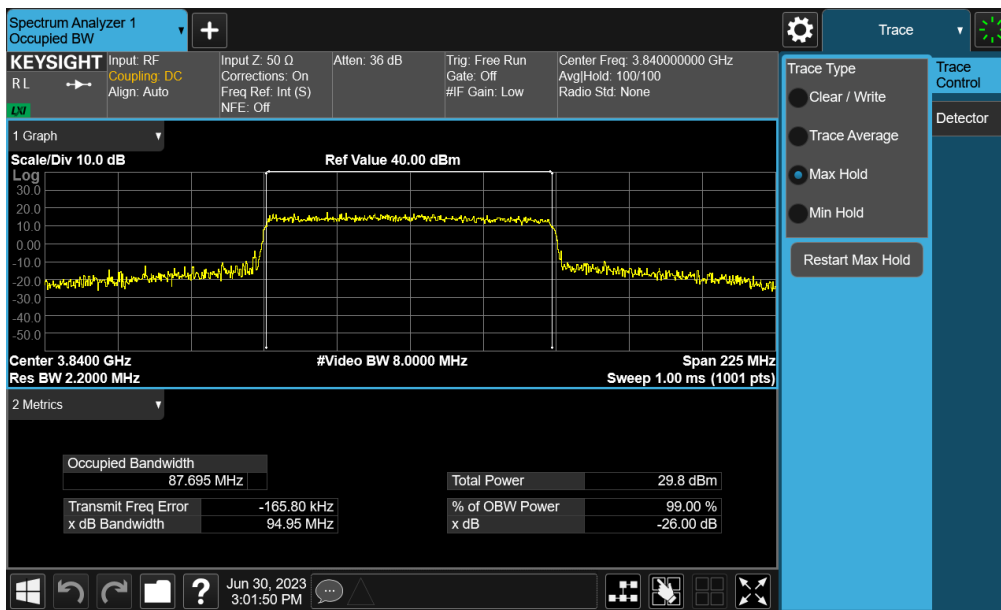 Spectrum Analyzer 1
Occupied BW
+
Trace
KEYSIGHT
R L
LXI
Input: RF
Coupling: DC
Align: Auto
Input Z: 50 Ω
Corrections: On
Freq Ref: Int (S)
NFE: Off
Atten: 36 dB
Trig: Free Run
Gate: Off
#IF Gain: Low
Center Freq: 3.840000000 GHz
Avg|Hold: 100/100
Radio Std: None
Trace Type
Clear / Write
Trace Average
Max Hold
Min Hold
Restart Max Hold
Trace
Control
Detector
1 Graph
Scale/Div 10.0 dB
Ref Value 40.00 dBm
Log
30.0
20.0
10.0
0.00
-10.0
-20.0
-30.0
-40.0
-50.0
Center 3.8400 GHz
#Video BW 8.0000 MHz
Span 225 MHz
Res BW 2.2000 MHz
Sweep 1.00 ms (1001 pts)
2 Metrics
Occupied Bandwidth
87.695 MHz
Total Power 29.8 dBm
Transmit Freq Error -165.80 kHz
% of OBW Power 99.00 %
x dB Bandwidth 94.95 MHz
x dB -26.00 dB
?
Jun 30, 2023
3:01:50 PM